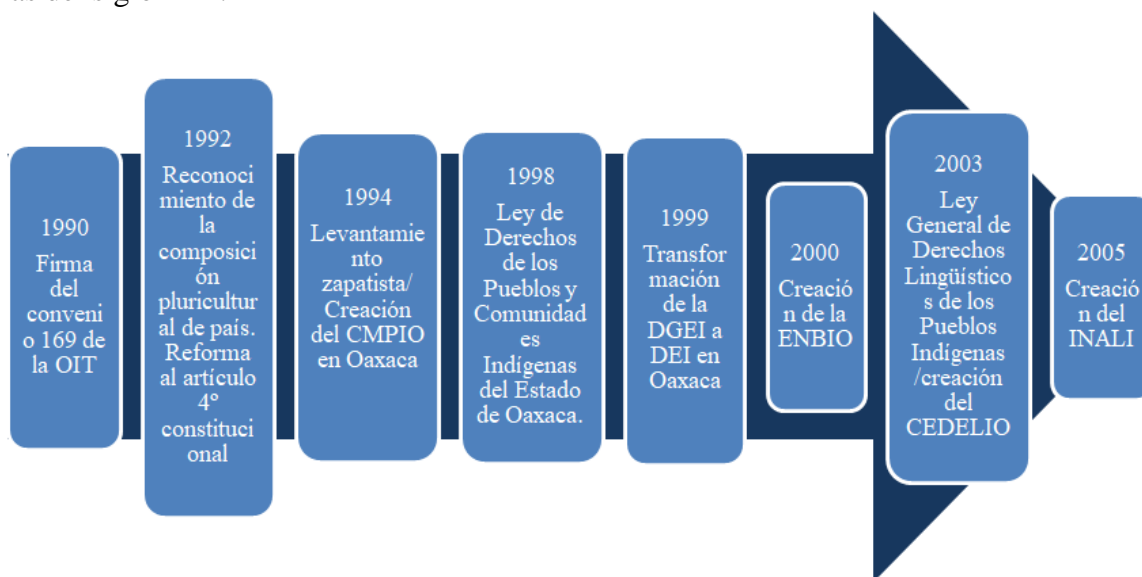 1990
Firma
del
conveni
o 169 de
la OIT
1992
Reconoci
miento de
la
composici
ón
pluricultur
al de país.
Reforma
al artículo
4º
constituci
onal
1994
Levantamie
nto
zapatista/
Creación
del CMPIO
en Oaxaca
1998
Ley de
Derechos
de los
Pueblos y
Comunidad
es
Indígenas
del Estado
de Oaxaca.
1999
Transfor
mación
de la
DGEI a
DEI en
Oaxaca
2000
Creació
n de la
ENBIO
2003
Ley
General de
Derechos
Lingüístico
s de los
Pueblos
Indígenas
/creación
del
CEDELIO
2005
Creació
n del
INALI